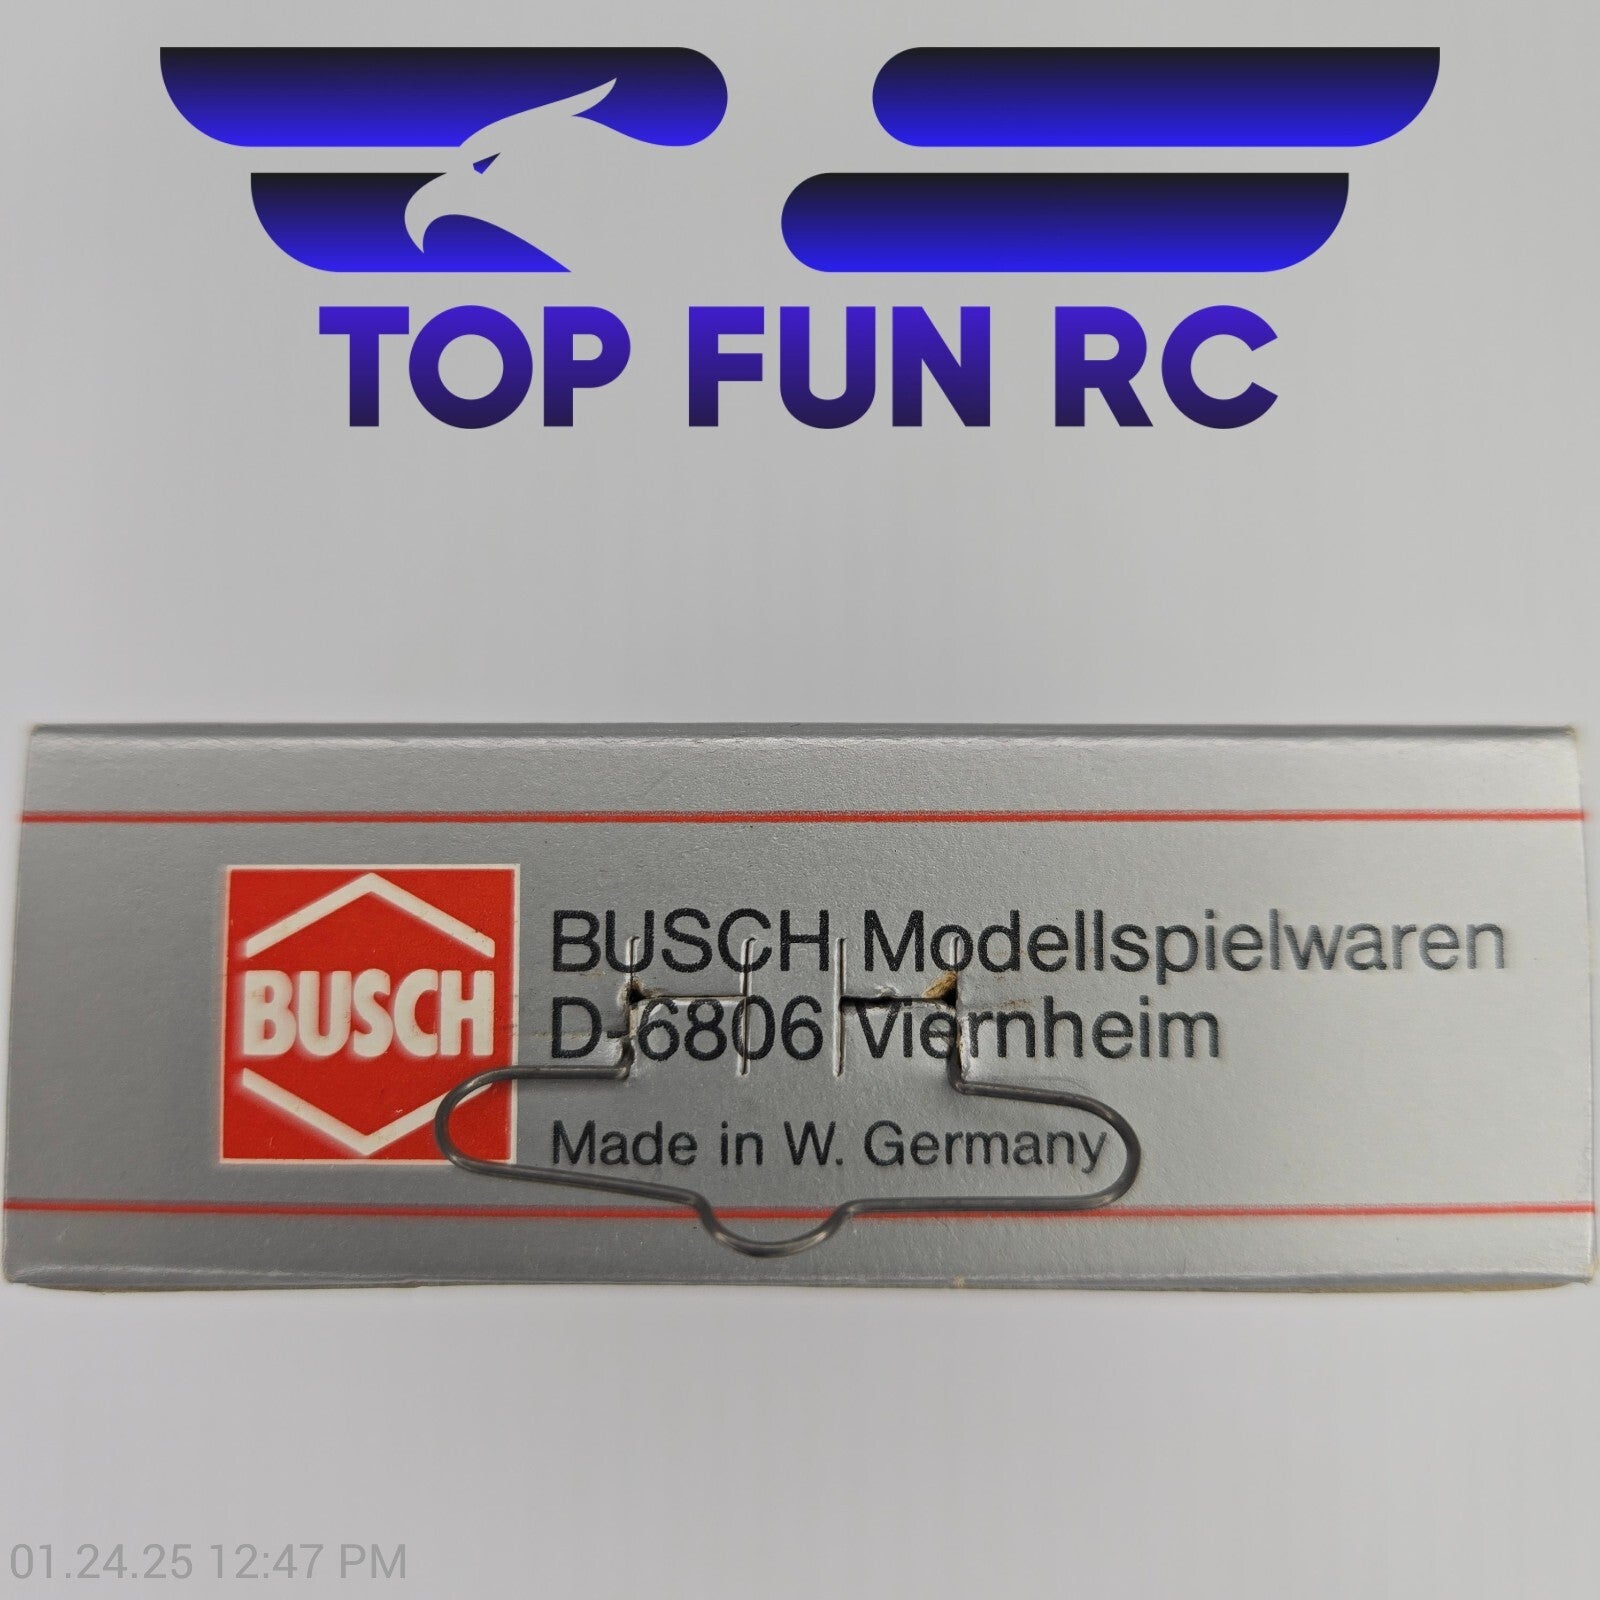 TOP FUN RC
BUSCH
BUSCH Modellspielwaren
D-6806 Viernheim
Made in W. Germany
01.24.25 12:47 PM